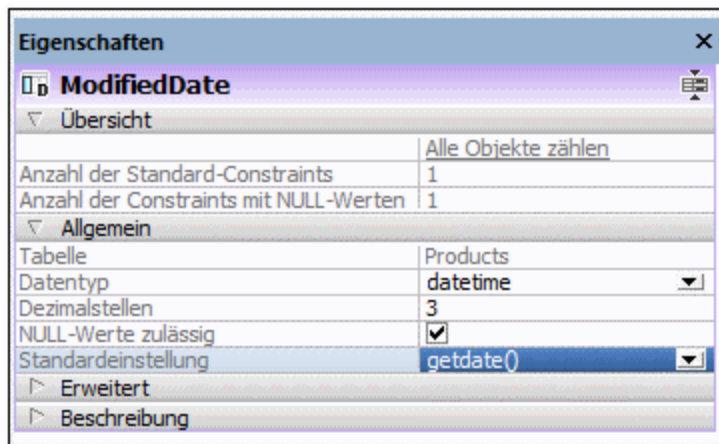 Eigenschaften
ModifiedDate
Übersicht
Alle Objekte zählen
Anzahl der Standard-Constraints 1
Anzahl der Constraints mit NULL-Werten 1
Allgemein
Tabelle Products
Datentyp datetime
Dezimalstellen 3
NULL-Werte zulässig
Standardeinstellung getdate()
Erweitert
Beschreibung